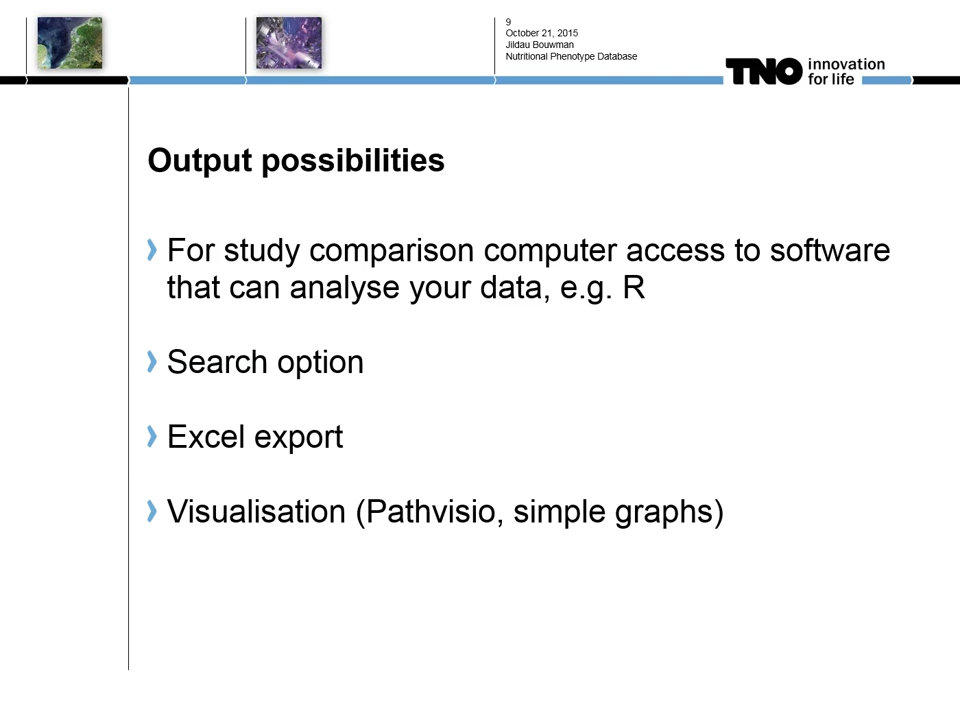 9
October 21, 2015
Jildau Bouwman
Nutritional Phenotype Database
TNO innovation
for life
Output possibilities
For study comparison computer access to software
that can analyse your data, e.g. R
Search option
Excel export
Visualisation (Pathvisio, simple graphs)